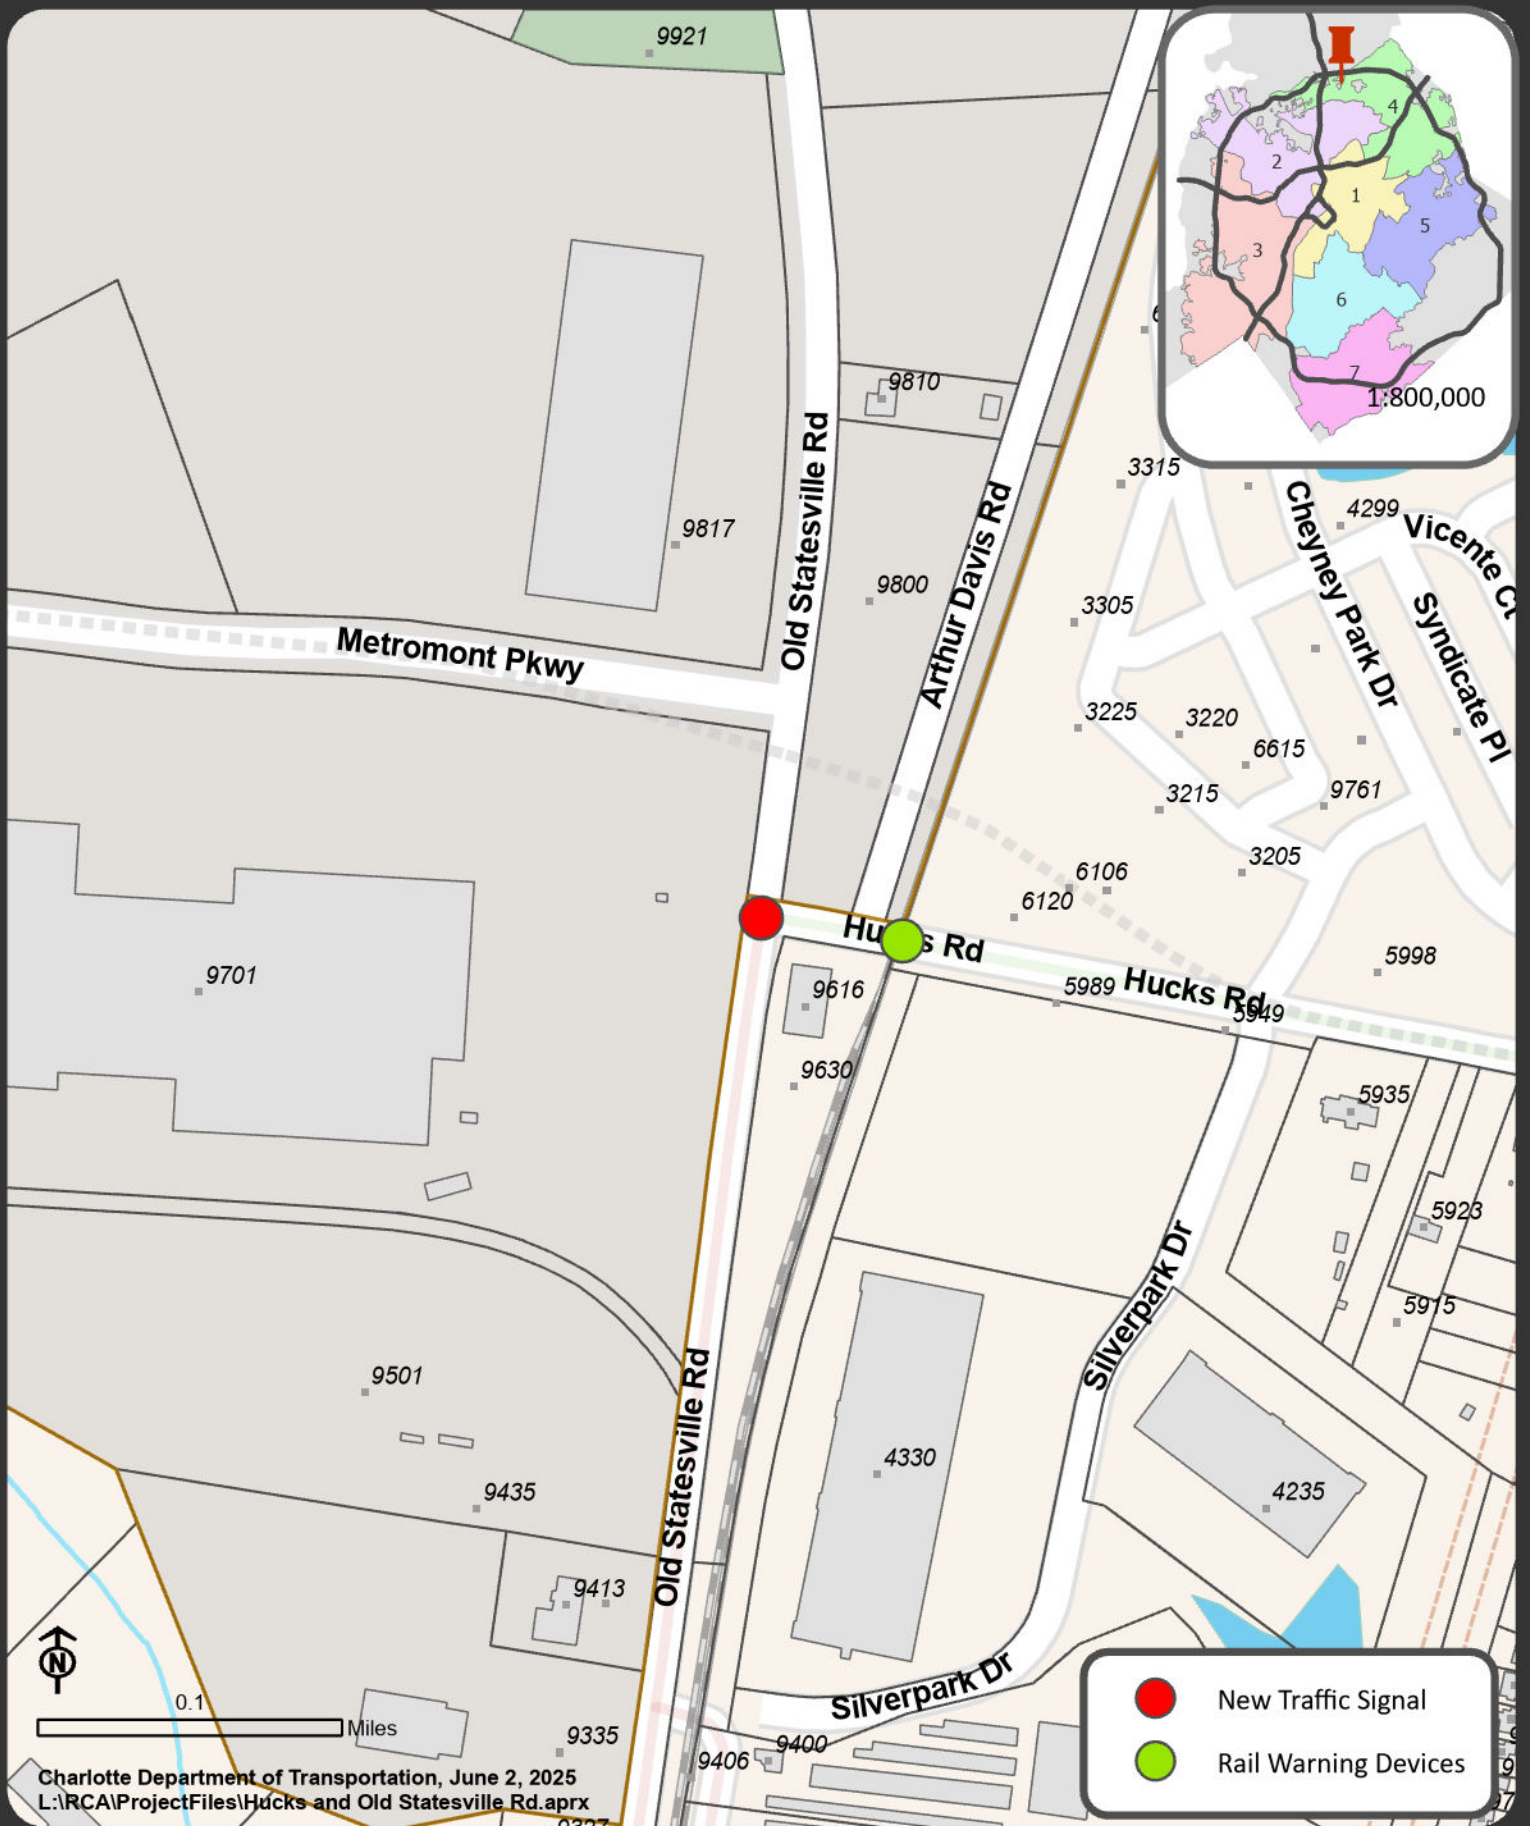 9921
4
2
1
5
3
6
7
1:800,000
9810
Old Statesville Rd
3315
4299
Cheyney Park Dr
Vicente Ct
9817
Arthur Davis Rd
9800
3305
Syndicate Pl
Metromont Pkwy
3225
3220
6615
3215
9761
3205
6106
6120
Hucks Rd
5998
9701
9616
5989
Hucks Rd
5949
9630
5935
5923
Silverpark Dr
5915
9501
Old Statesville Rd
4330
9435
4235
9413
N
Silverpark Dr
0.1
Miles
9335
9406
9400
New Traffic Signal
Rail Warning Devices
Charlotte Department of Transportation, June 2, 2025
L:\RCA\ProjectFiles\Hucks and Old Statesville Rd.aprx